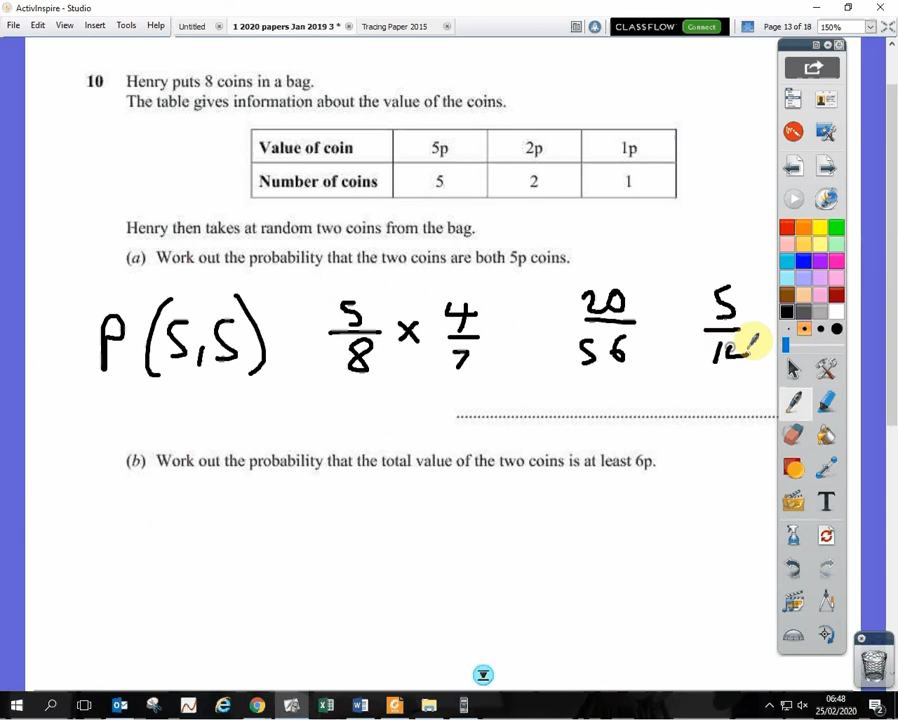 ActivInspire - Studio
File Edit View Insert Tools Help
Untitled
1 2020 papers Jan 2019 3 *
Tracing Paper 2015
CLASSFLOW Connect
Page 13 of 18
150%
10 Henry puts 8 coins in a bag.
The table gives information about the value of the coins.
Value of coin 5p 2p 1p
Number of coins 5 2 1
Henry then takes at random two coins from the bag.
(a) Work out the probability that the two coins are both 5p coins.
P (5,5) 5/8 × 4/7 20/56 5/14
(b) Work out the probability that the total value of the two coins is at least 6p.
T
06:48
25/02/2020
2